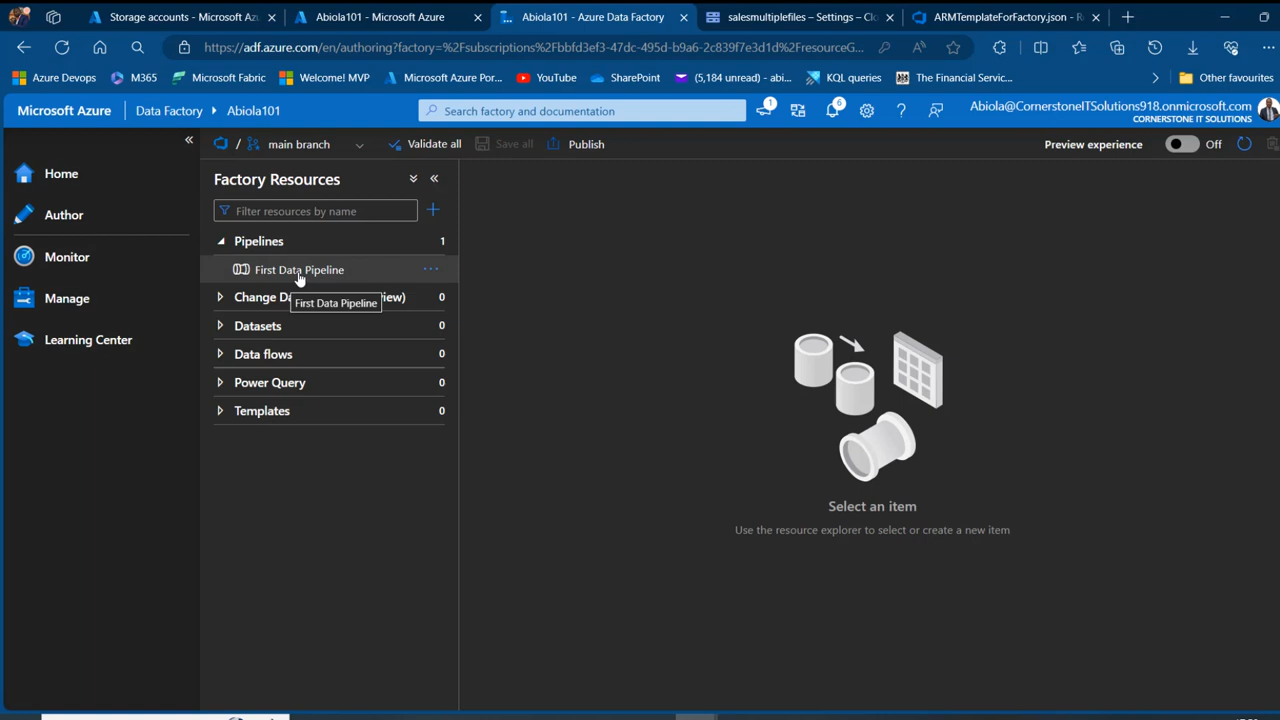 Storage accounts - Microsoft Az
Abiola101 - Microsoft Azure
Abiola101 - Azure Data Factory
salesmultiplefiles – Settings – Clo
ARMTemplateForFactory.json - Re
https://adf.azure.com/en/authoring?factory=%2Fsubscriptions%2Fbbfd3ef3-47dc-495d-b9a6-2c839f7e3d1d%2FresourceG...
Azure Devops
M365
Microsoft Fabric
Welcome! MVP
Microsoft Azure Por...
YouTube
SharePoint
(5,184 unread) - abi...
KQL queries
The Financial Servic...
Other favourites
Microsoft Azure
Data Factory
Abiola101
Search factory and documentation
1
6
Abiola@CornerstoneITSolutions918.onmicrosoft.com
CORNERSTONE IT SOLUTIONS
/ main branch
Validate all
Save all
Publish
Preview experience
Off
Home
Author
Monitor
Manage
Learning Center
Factory Resources
Filter resources by name
Pipelines 1
First Data Pipeline
Change Da view) 0
First Data Pipeline
Datasets 0
Data flows 0
Power Query 0
Templates 0
Select an item
Use the resource explorer to select or create a new item